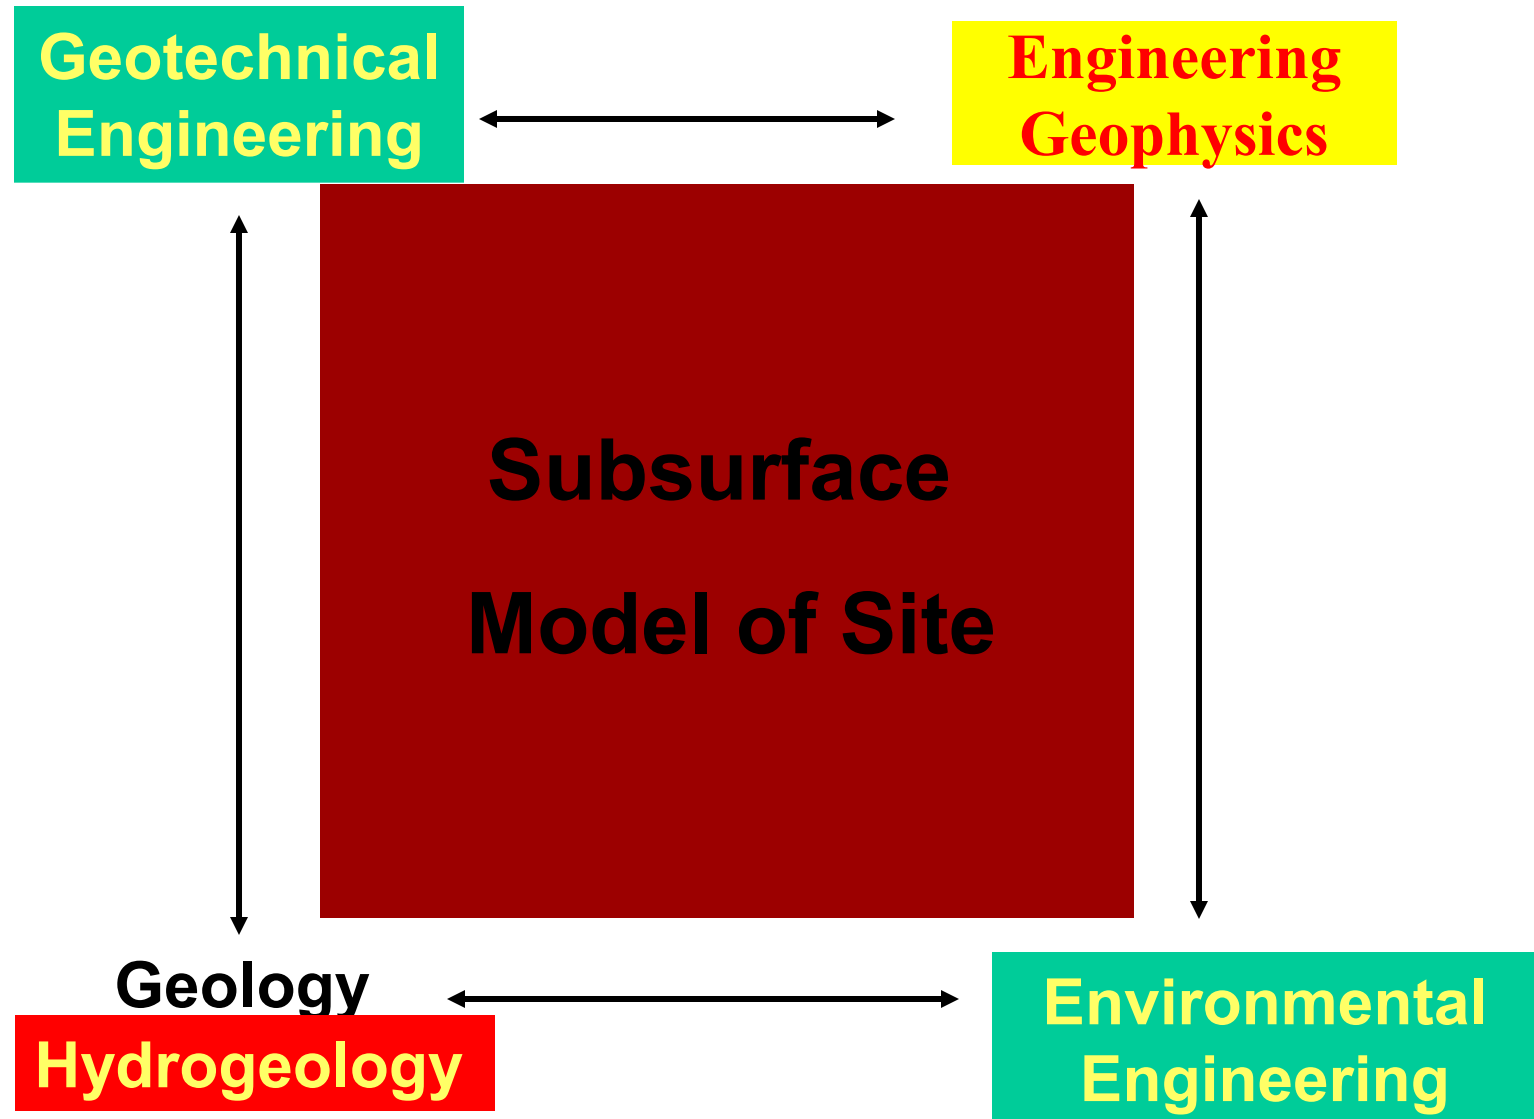 Geotechnical
Engineering
Engineering
Geophysics
Subsurface
Model of Site
Geology
Hydrogeology
Environmental
Engineering